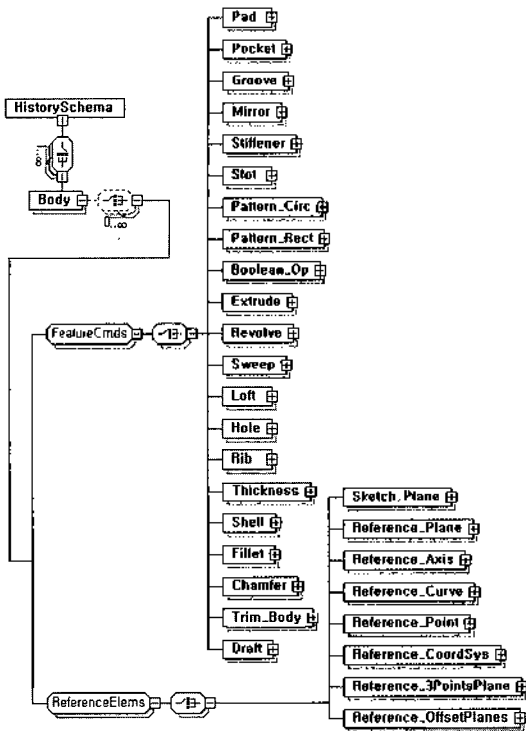 Pad
Pocket
Groove
HistorySchema
Mirror
Stiffener
Slot
Body
0..∞
Pattern_Circ
Pattern_Rect
Boolean_Op
Extrude
FeatureCmds
Revolve
Sweep
Loft
Hole
Rib
Thickness
Shell
Fillet
Chamfer
Trim_Body
Draft
Sketch_Plane
Reference_Plane
Reference_Axis
Reference_Curve
Reference_Point
Reference_CoordSys
ReferenceElems
Reference_3PointsPlane
Reference_OffsetPlanes